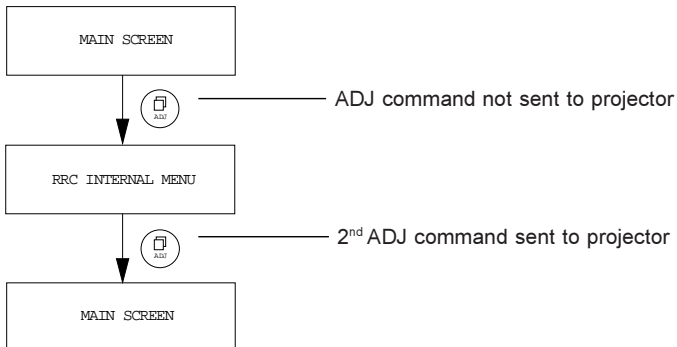 MAIN SCREEN
ADJ
ADJ command not sent to projector
RRC INTERNAL MENU
ADJ
2nd ADJ command sent to projector
MAIN SCREEN